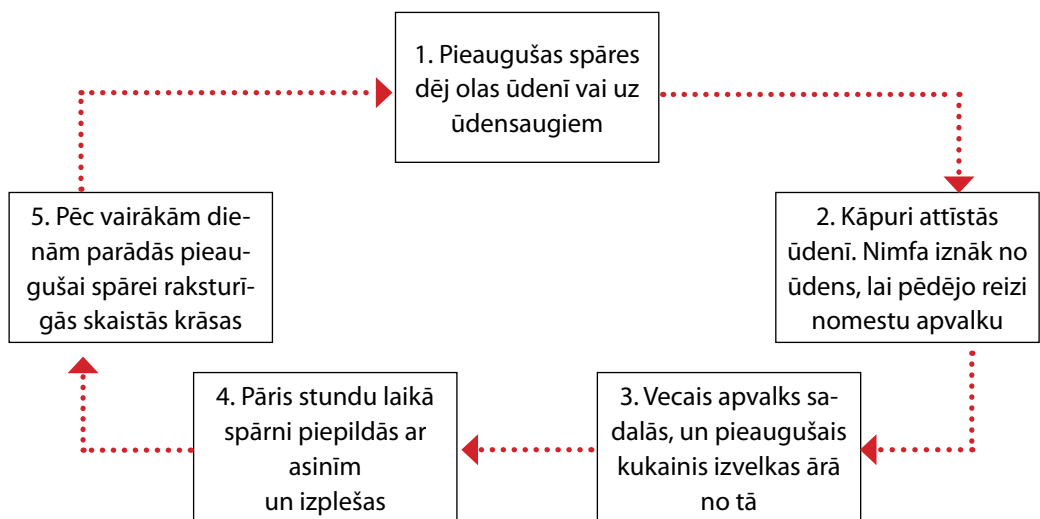 1. Pieaugušas spāres
dēj olas ūdenī vai uz
ūdensaugiem
2. Kāpuri attīstās
ūdenī. Nimfa iznāk no
ūdens, lai pēdējo reizi
nomestu apvalku
3. Vecais apvalks sa-
dalās, un pieaugušais
kukainis izvelkas ārā
no tā
4. Pāris stundu laikā
spārni piepildās ar
asinīm
un izplešas
5. Pēc vairākām die-
nām parādās pieau-
gušai spārei raksturī-
gās skaistās krāsas